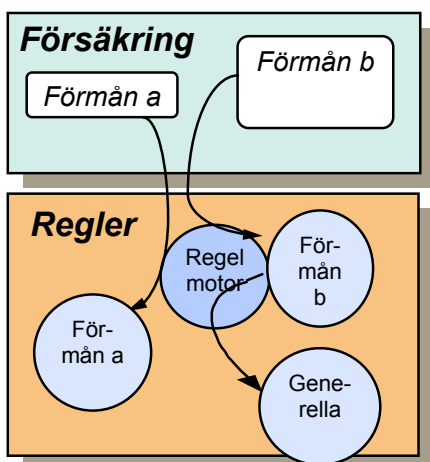 Försäkring
Förmån a
Förmån b
Regler
Regel
motor
För-
mån
b
För-
mån a
Gene-
rella